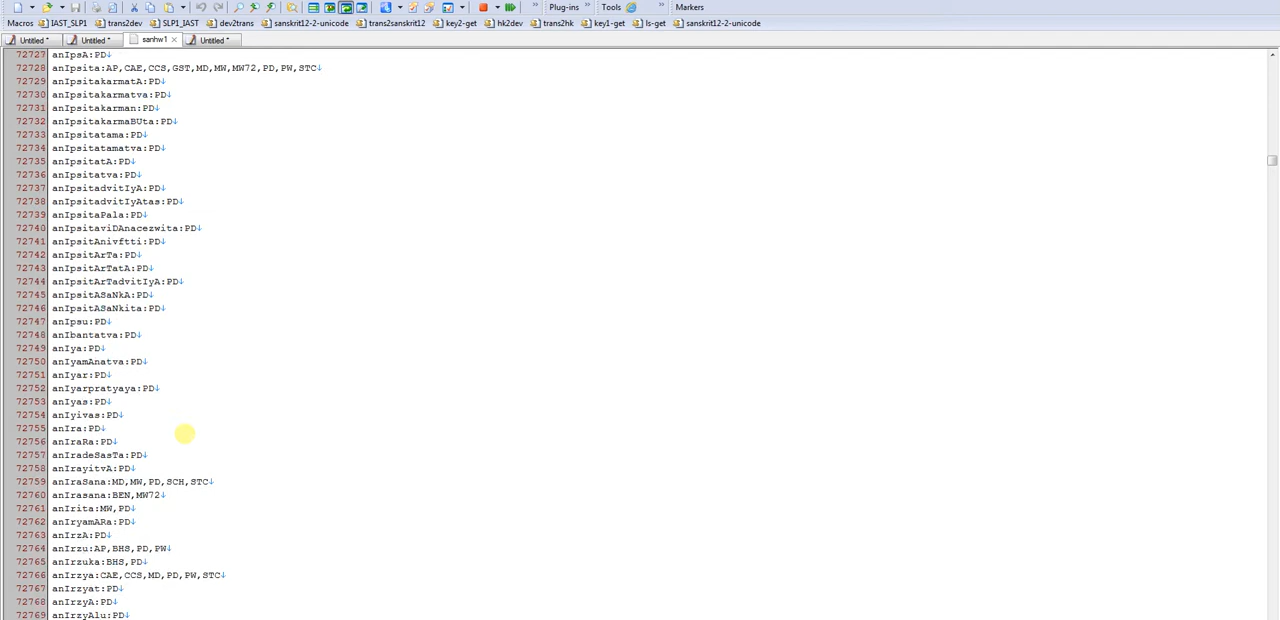 Plug-ins » Tools » Markers
Macros IAST_SLP1 trans2dev SLP1_IAST dev2trans sanskrit12-2-unicode trans2sanskrit12 key2-get hk2dev trans2hk key1-get ls-get sanskrit12-2-unicode
Untitled * Untitled * sanhw1 × Untitled *
72727 anIpsA:PD↓
72728 anIpsita:AP,CAE,CCS,GST,MD,MW,MW72,PD,PW,STC↓
72729 anIpsitakarmatA:PD↓
72730 anIpsitakarmatva:PD↓
72731 anIpsitakarman:PD↓
72732 anIpsitakarmaBUta:PD↓
72733 anIpsitatama:PD↓
72734 anIpsitatamatva:PD↓
72735 anIpsitatA:PD↓
72736 anIpsitatva:PD↓
72737 anIpsitadvitIyA:PD↓
72738 anIpsitadvitIyAtas:PD↓
72739 anIpsitaPala:PD↓
72740 anIpsitaviDAnacezwita:PD↓
72741 anIpsitAnivftti:PD↓
72742 anIpsitArTa:PD↓
72743 anIpsitArTatA:PD↓
72744 anIpsitArTadvitIyA:PD↓
72745 anIpsitASaNkA:PD↓
72746 anIpsitASaNkita:PD↓
72747 anIpsu:PD↓
72748 anIbantatva:PD↓
72749 anIya:PD↓
72750 anIyamAnatva:PD↓
72751 anIyar:PD↓
72752 anIyarpratyaya:PD↓
72753 anIyas:PD↓
72754 anIyivas:PD↓
72755 anIra:PD↓
72756 anIraRa:PD↓
72757 anIradeSasTa:PD↓
72758 anIrayitvA:PD↓
72759 anIraSana:MD,MW,PD,SCH,STC↓
72760 anIrasana:BEN,MW72↓
72761 anIrita:MW,PD↓
72762 anIryamARa:PD↓
72763 anIrzA:PD↓
72764 anIrzu:AP,BHS,PD,PW↓
72765 anIrzuka:BHS,PD↓
72766 anIrzya:CAE,CCS,MD,PD,PW,STC↓
72767 anIrzyat:PD↓
72768 anIrzyA:PD↓
72769 anIrzyAlu:PD↓